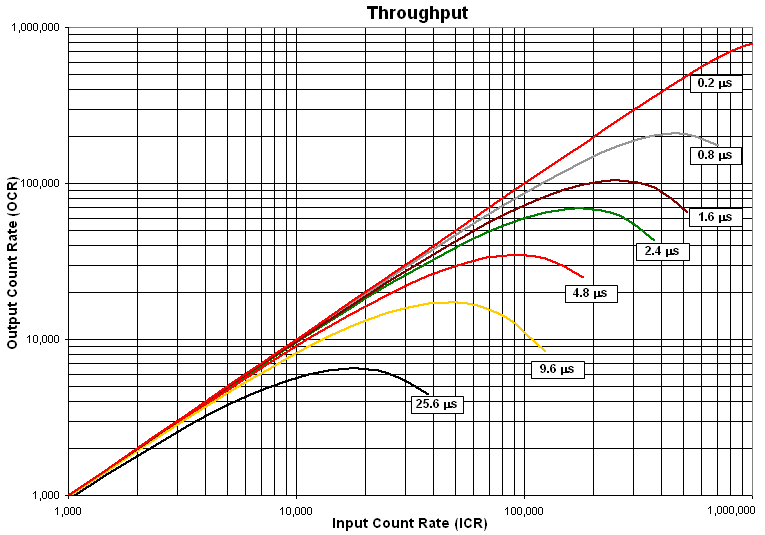 Throughput
1,000,000
0.2 µs
0.8 µs
100,000
1.6 µs
2.4 µs
4.8 µs
10,000
9.6 µs
25.6 µs
1,000
1,000
10,000
100,000
1,000,000
Input Count Rate (ICR)
Output Count Rate (OCR)